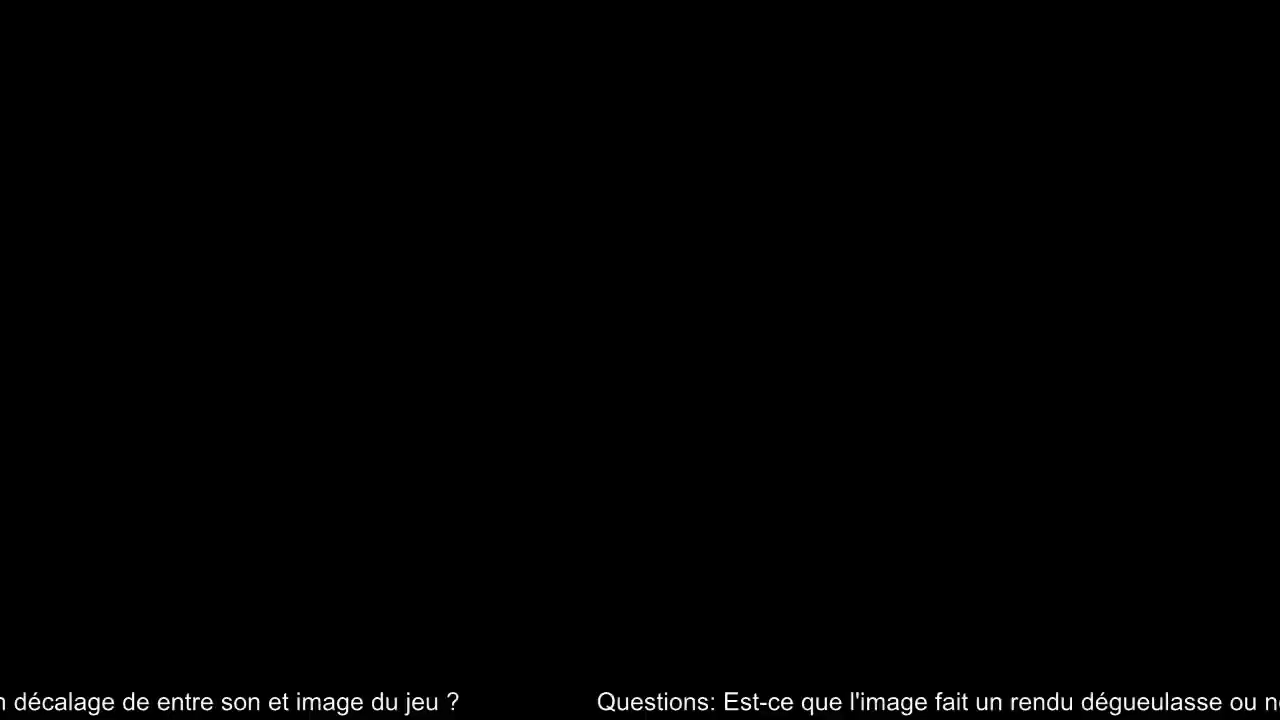 décalage de entre son et image du jeu ? Questions: Est-ce que l'image fait un rendu dégueulasse ou